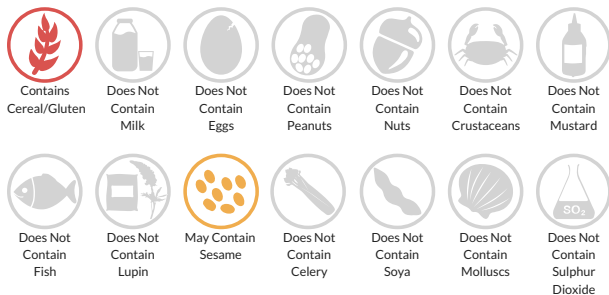 Contains
Cereal/Gluten
Does Not
Contain
Milk
Does Not
Contain
Eggs
Does Not
Contain
Peanuts
Does Not
Contain
Nuts
Does Not
Contain
Crustaceans
Does Not
Contain
Mustard
SO₂
Does Not
Contain
Fish
Does Not
Contain
Lupin
May Contain
Sesame
Does Not
Contain
Celery
Does Not
Contain
Soya
Does Not
Contain
Molluscs
Does Not
Contain
Sulphur
Dioxide